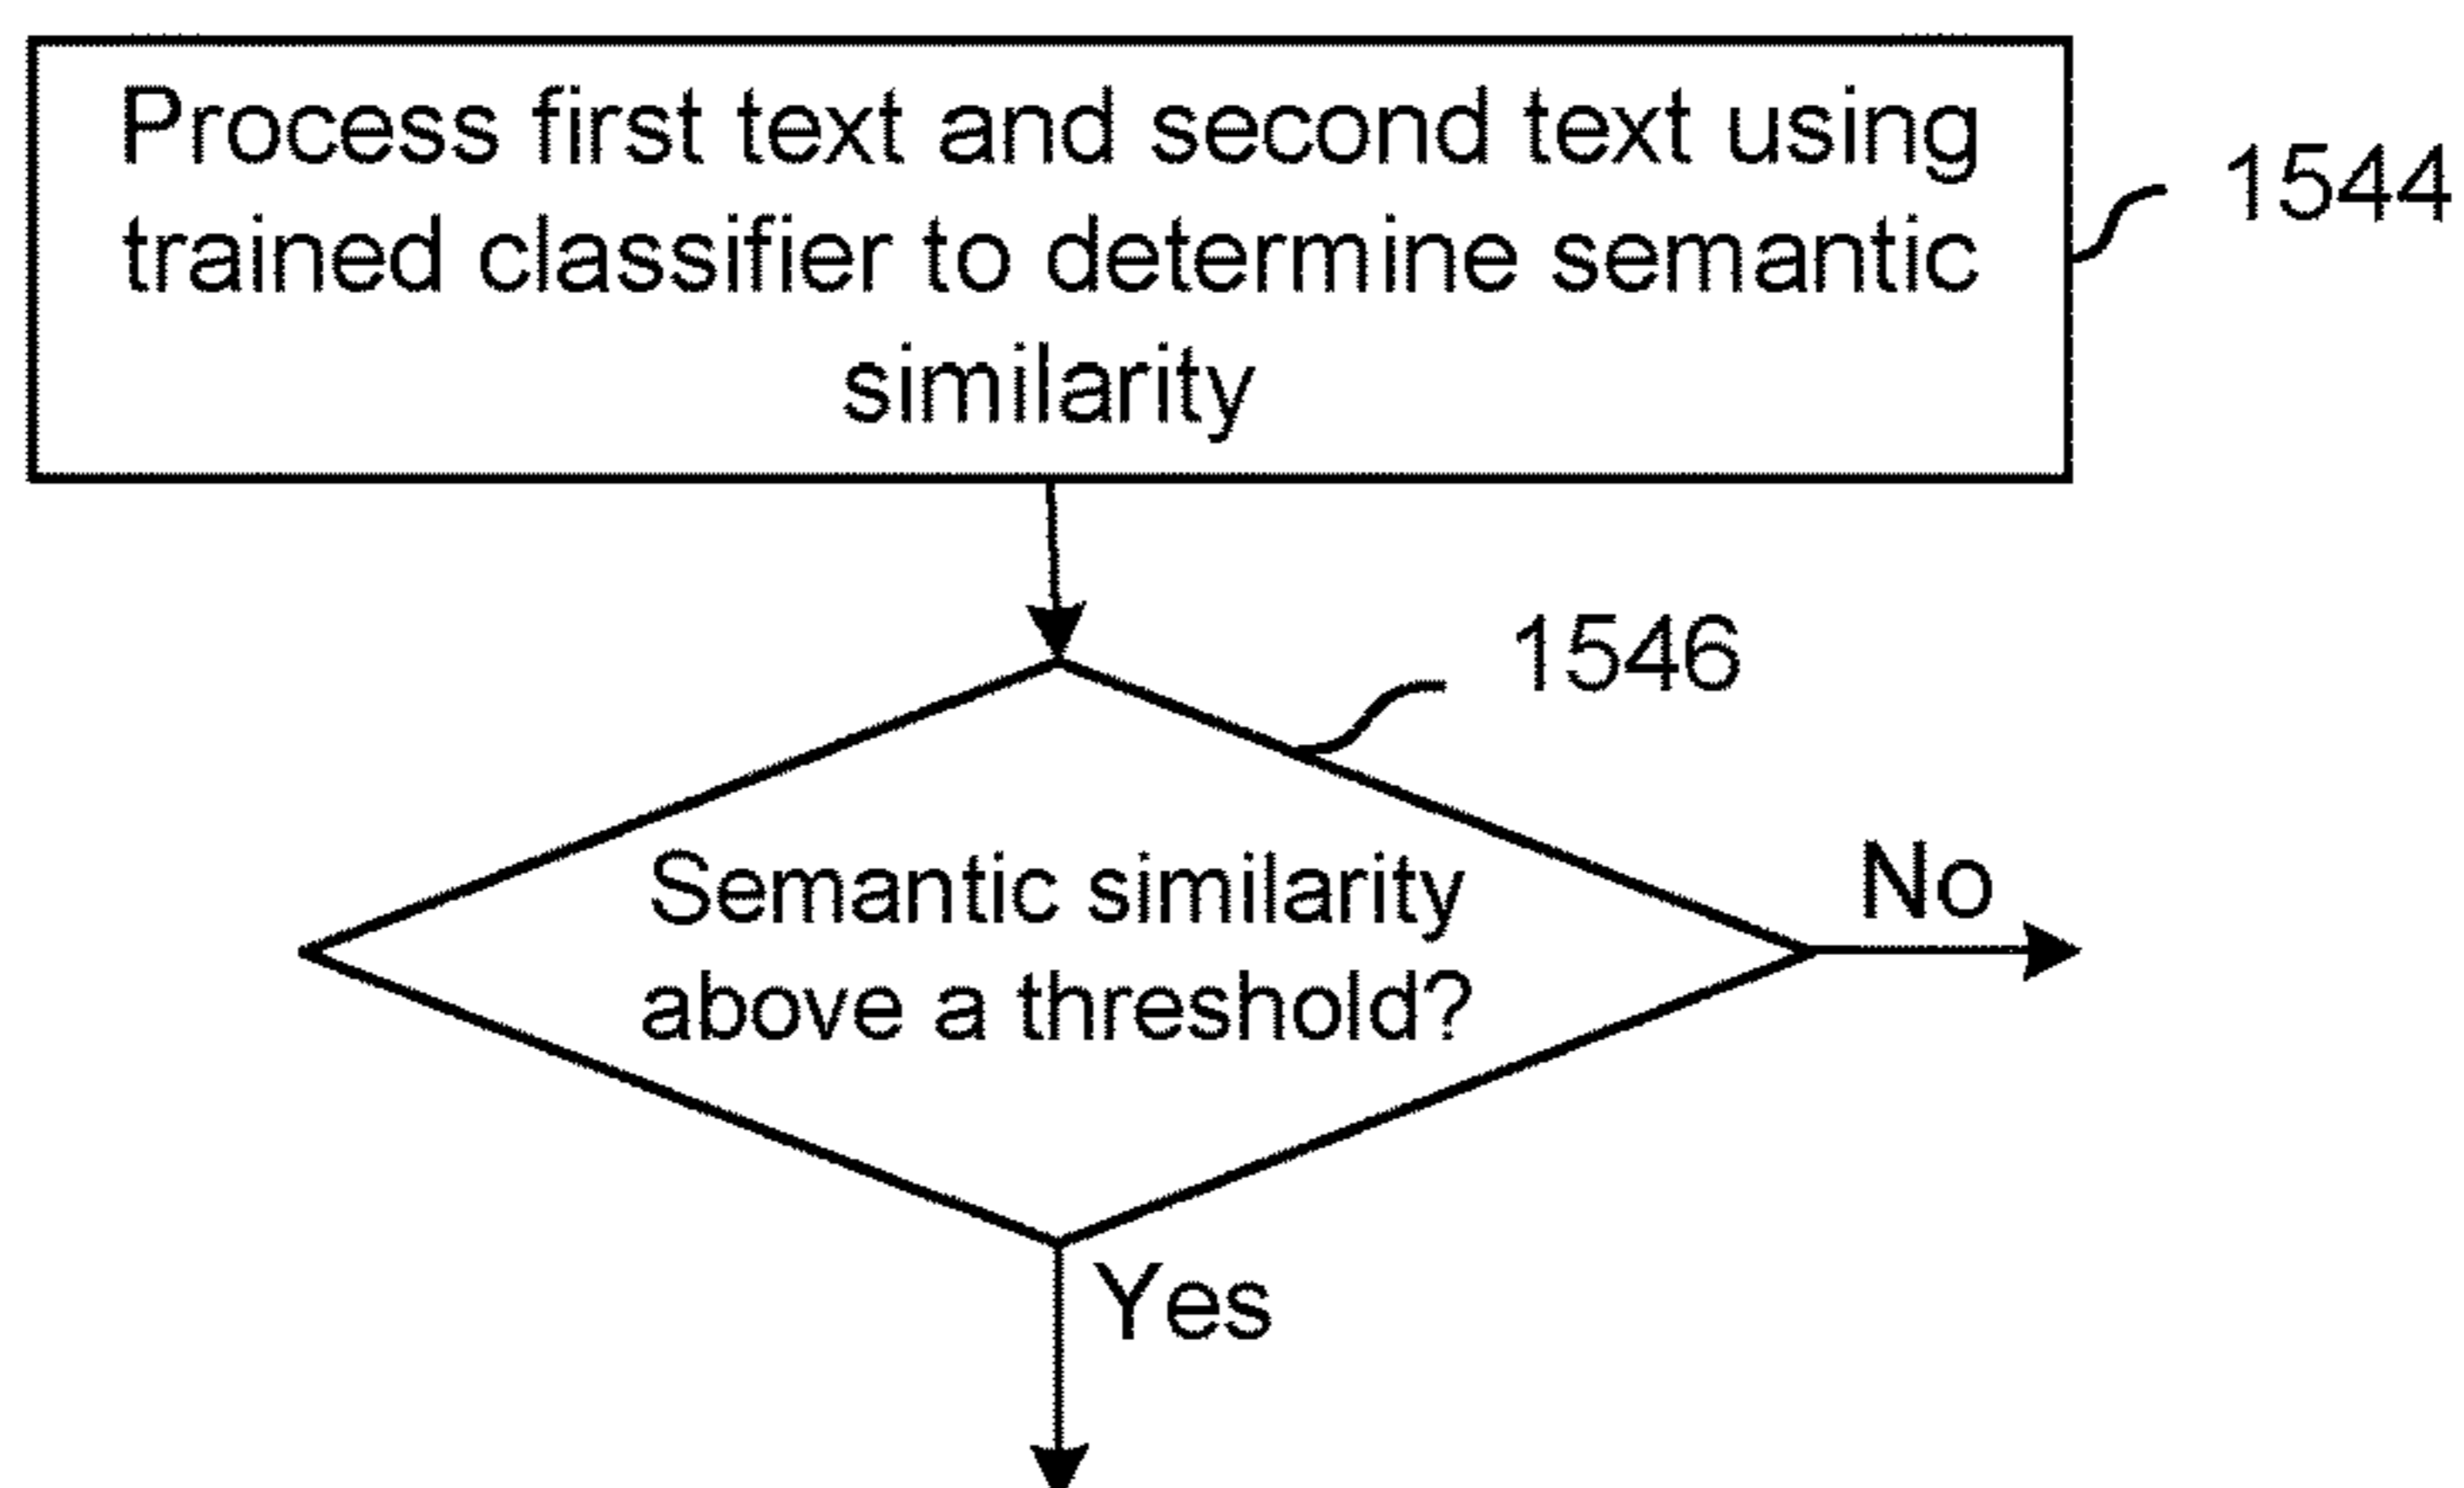 Process first text and second text using
trained classifier to determine semantic
similarity
1544
1546
Semantic similarity
above a threshold?
No
Yes